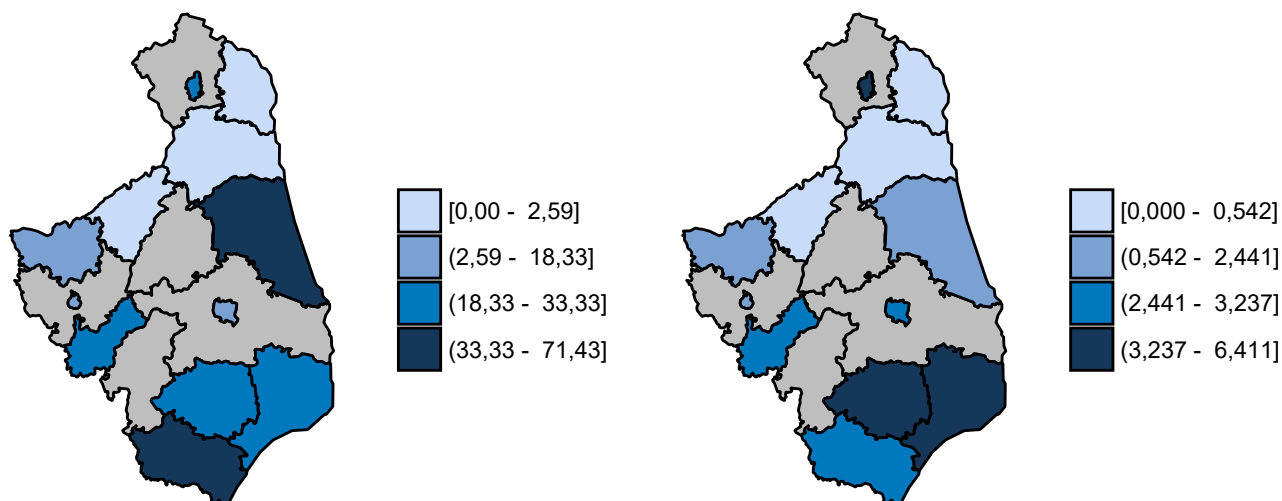 [0,00 - 2,59]
(2,59 - 18,33]
(18,33 - 33,33]
(33,33 - 71,43]
[0,000 - 0,542]
(0,542 - 2,441]
(2,441 - 3,237]
(3,237 - 6,411]